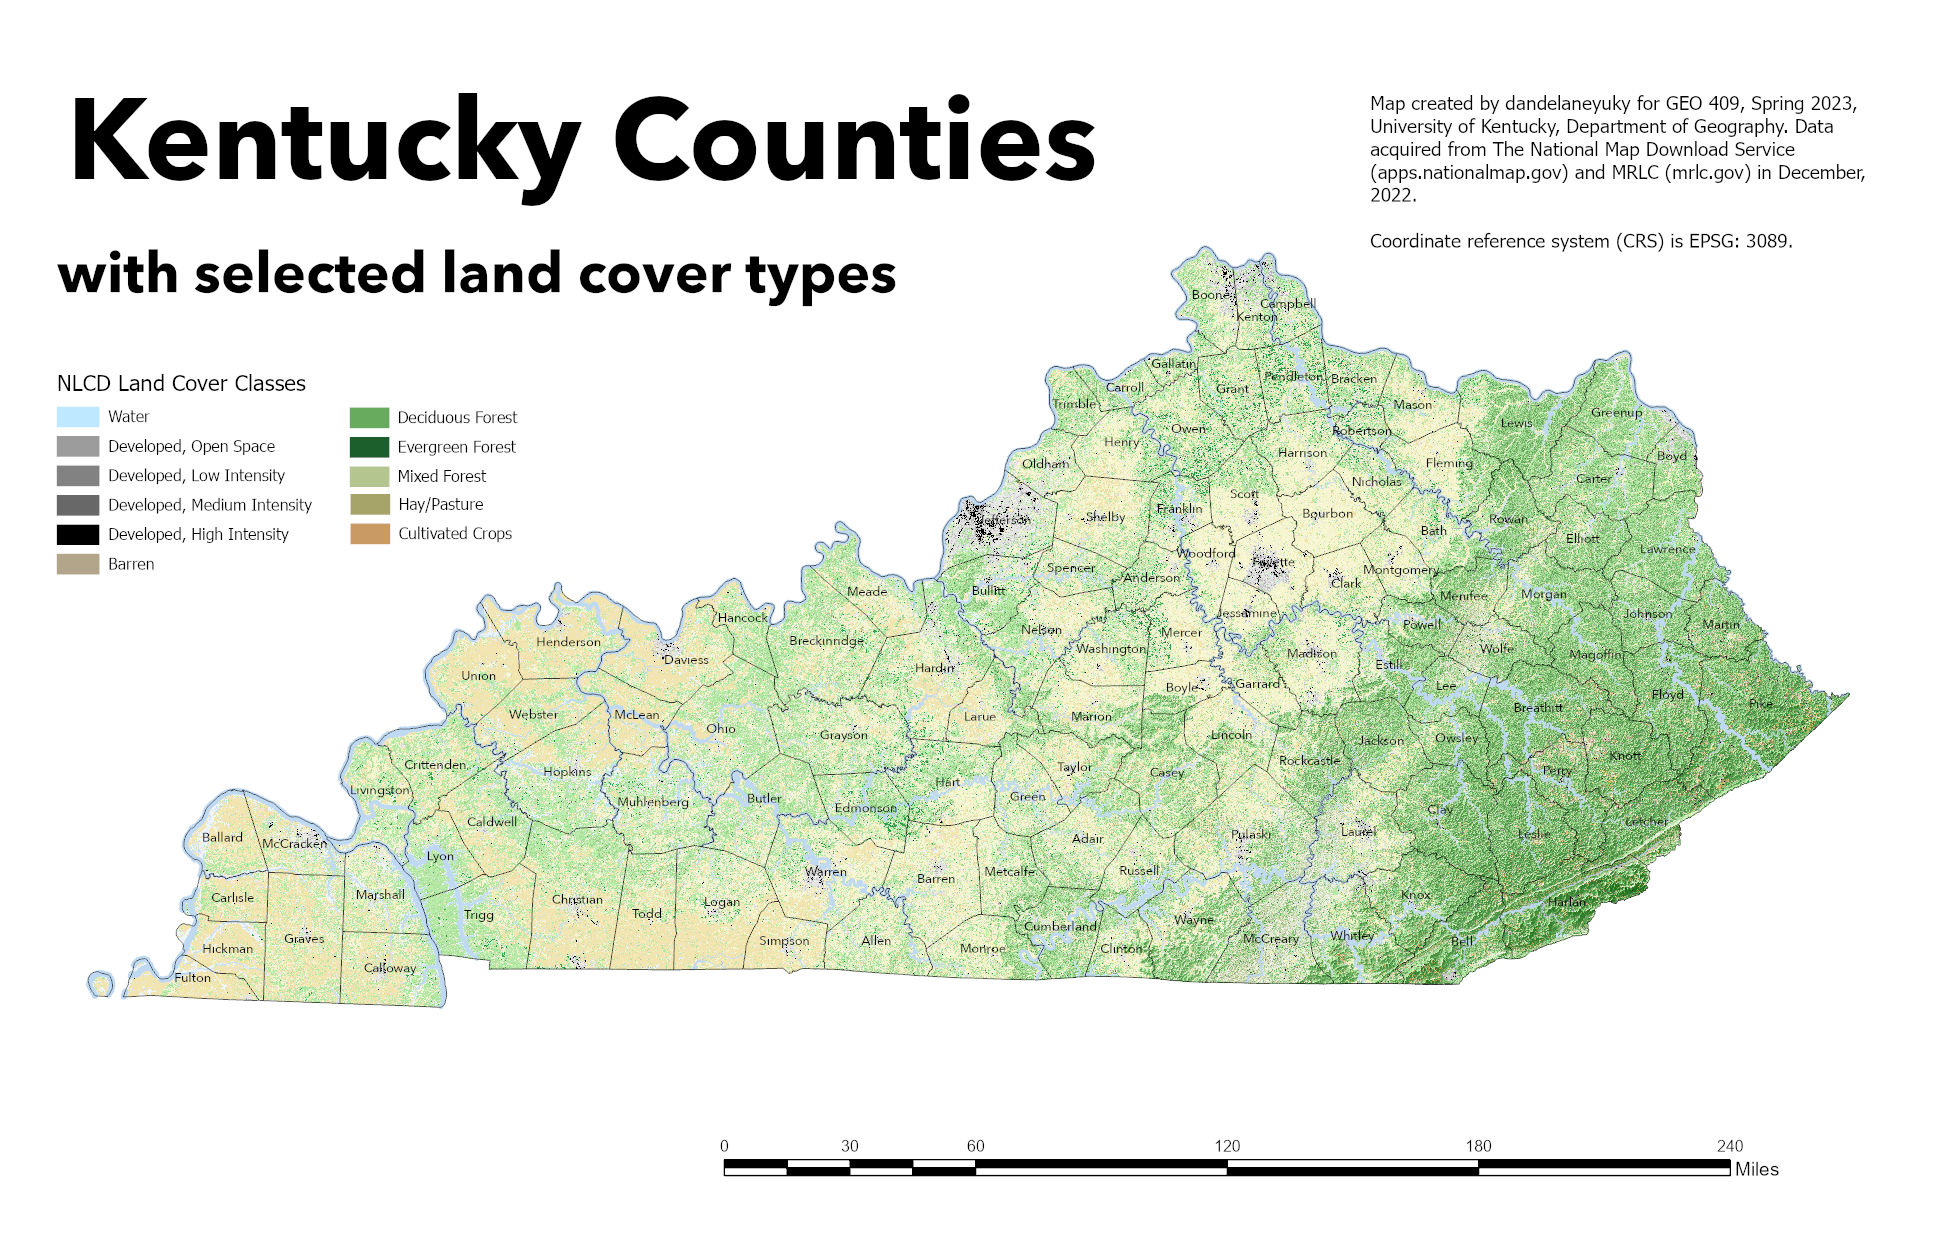 Kentucky Counties
with selected land cover types
Map created by dandelaneyuky for GEO 409, Spring 2023,
University of Kentucky, Department of Geography. Data
acquired from The National Map Download Service
(apps.nationalmap.gov) and MRLC (mrlc.gov) in December,
2022.
Coordinate reference system (CRS) is EPSG: 3089.
NLCD Land Cover Classes
Water
Developed, Open Space
Developed, Low Intensity
Developed, Medium Intensity
Developed, High Intensity
Barren
Deciduous Forest
Evergreen Forest
Mixed Forest
Hay/Pasture
Cultivated Crops
Boone
Campbell
Kenton
Gallatin
Carroll
Grant
Pendleton
Bracken
Trimble
Mason
Owen
Robertson
Lewis
Greenup
Henry
Harrison
Oldham
Fleming
Boyd
Nicholas
Carter
Scott
Franklin
Bourbon
Shelby
Jefferson
Rowan
Bath
Elliott
Lawrence
Woodford
Fayette
Spencer
Anderson
Montgomery
Clark
Bullitt
Meade
Menifee
Morgan
Hancock
Jessamine
Johnson
Martin
Powell
Nelson
Mercer
Breckinridge
Henderson
Washington
Madison
Wolfe
Magoffin
Daviess
Hardin
Estill
Union
Boyle
Garrard
Lee
Floyd
Pike
Breathitt
Webster
McLean
Larue
Marion
Ohio
Grayson
Lincoln
Jackson
Owsley
Knott
Rockcastle
Crittenden
Hopkins
Taylor
Casey
Perry
Hart
Livingston
Green
Muhlenberg
Butler
Edmonson
Clay
Caldwell
Letcher
Ballard
McCracken
Adair
Pulaski
Laurel
Leslie
Lyon
Warren
Barren
Metcalfe
Russell
Marshall
Carlisle
Christian
Logan
Knox
Harlan
Trigg
Todd
Wayne
Cumberland
Graves
Simpson
Allen
McCreary
Whitley
Bell
Hickman
Monroe
Clinton
Calloway
Fulton
0 30 60 120 180 240
Miles